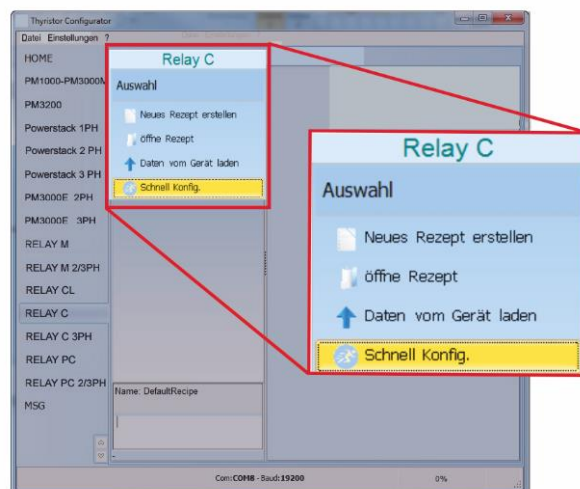 Thyristor Configurator
Datei Einstellungen ?
HOME
PM1000-PM3000M
PM3200
Powerstack 1PH
Powerstack 2 PH
Powerstack 3 PH
PM3000E 2PH
PM3000E 3PH
RELAY M
RELAY M 2/3PH
RELAY CL
RELAY C
RELAY C 3PH
RELAY PC
RELAY PC 2/3PH
MSG
Relay C
Auswahl
Neues Rezept erstellen
öffne Rezept
Daten vom Gerät laden
Schnell Konfig.
Name: DefaultRecipe
-
Com:COM8 - Baud:19200
0%
Relay C
Auswahl
Neues Rezept erstellen
öffne Rezept
Daten vom Gerät laden
Schnell Konfig.